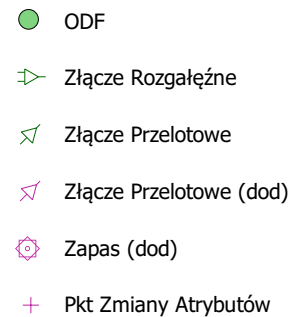 ODF
Złącze Rozgałęźne
Złącze Przelotowe
Złącze Przelotowe (dod)
Zapas (dod)
Pkt Zmiany Atrybutów